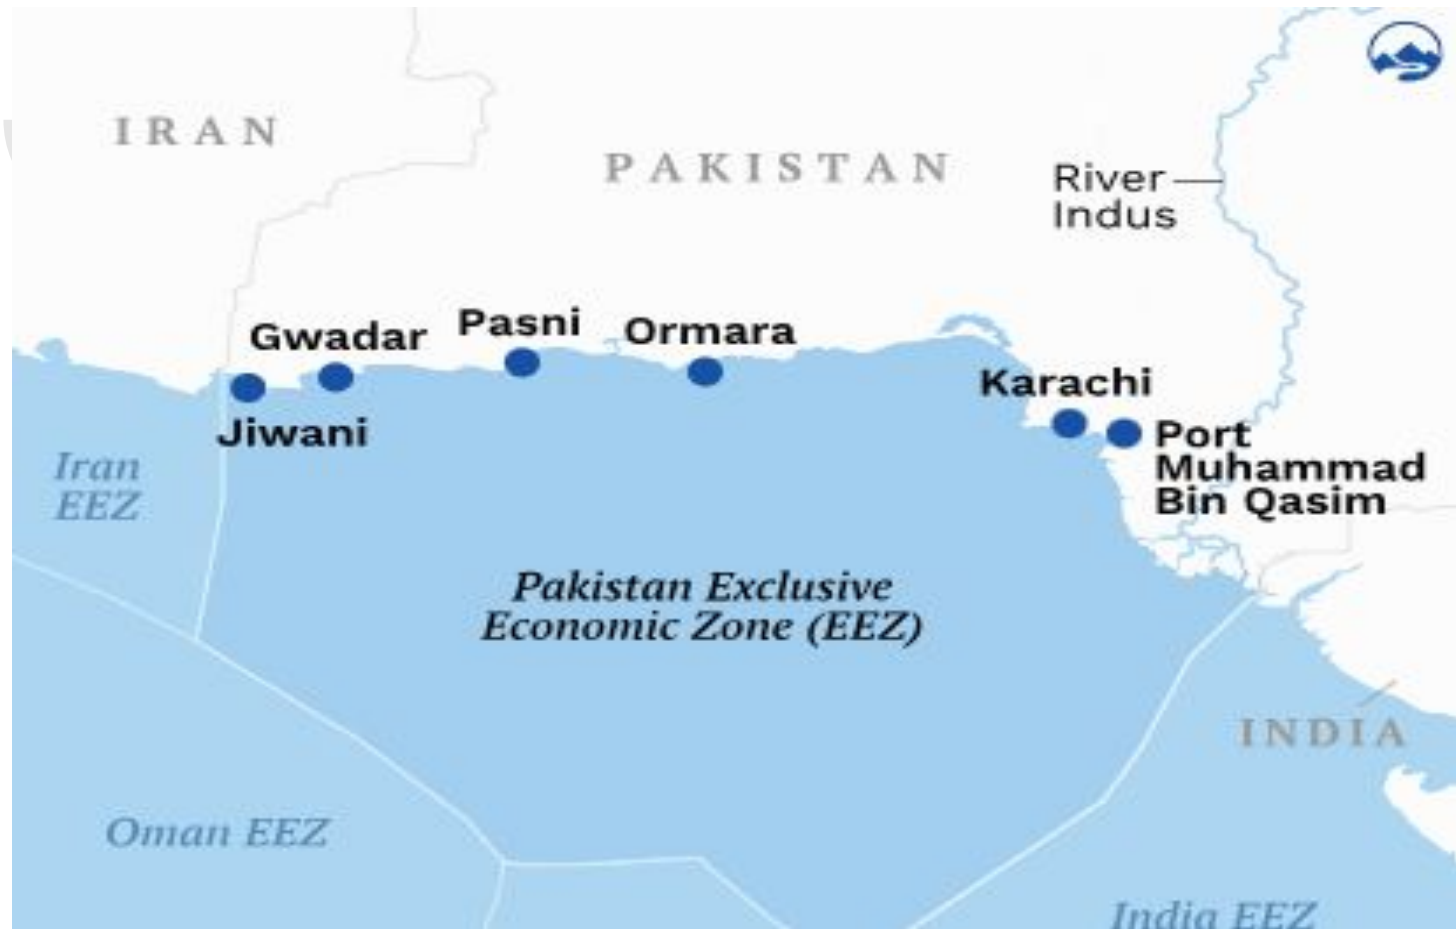 IRAN
PAKISTAN
River
Indus
Gwadar
Pasni
Ormara
Jiwani
Karachi
Port
Muhammad
Bin Qasim
Iran
EEZ
Pakistan Exclusive
Economic Zone (EEZ)
INDIA
Oman EEZ
India EEZ